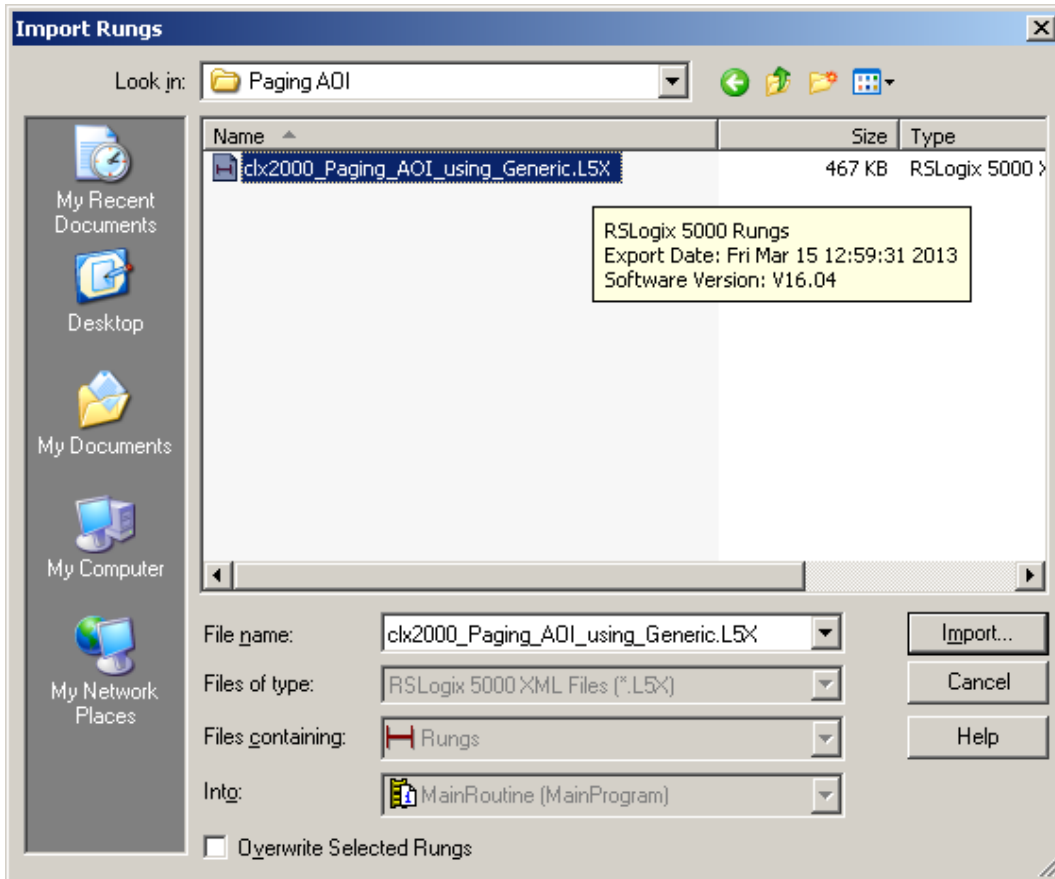 Import Rungs
Look in:
Paging AOI
My Recent
Documents
Desktop
My Documents
My Computer
My Network
Places
Name
Size
Type
clx2000_Paging_AOI_using_Generic.L5X
467 KB
RSLogix 5000 X
RSLogix 5000 Rungs
Export Date: Fri Mar 15 12:59:31 2013
Software Version: V16.04
File name:
clx2000_Paging_AOI_using_Generic.L5X
Import...
Files of type:
RSLogix 5000 XML Files (*.L5X)
Cancel
Files containing:
Rungs
Help
Into:
MainRoutine (MainProgram)
Overwrite Selected Rungs